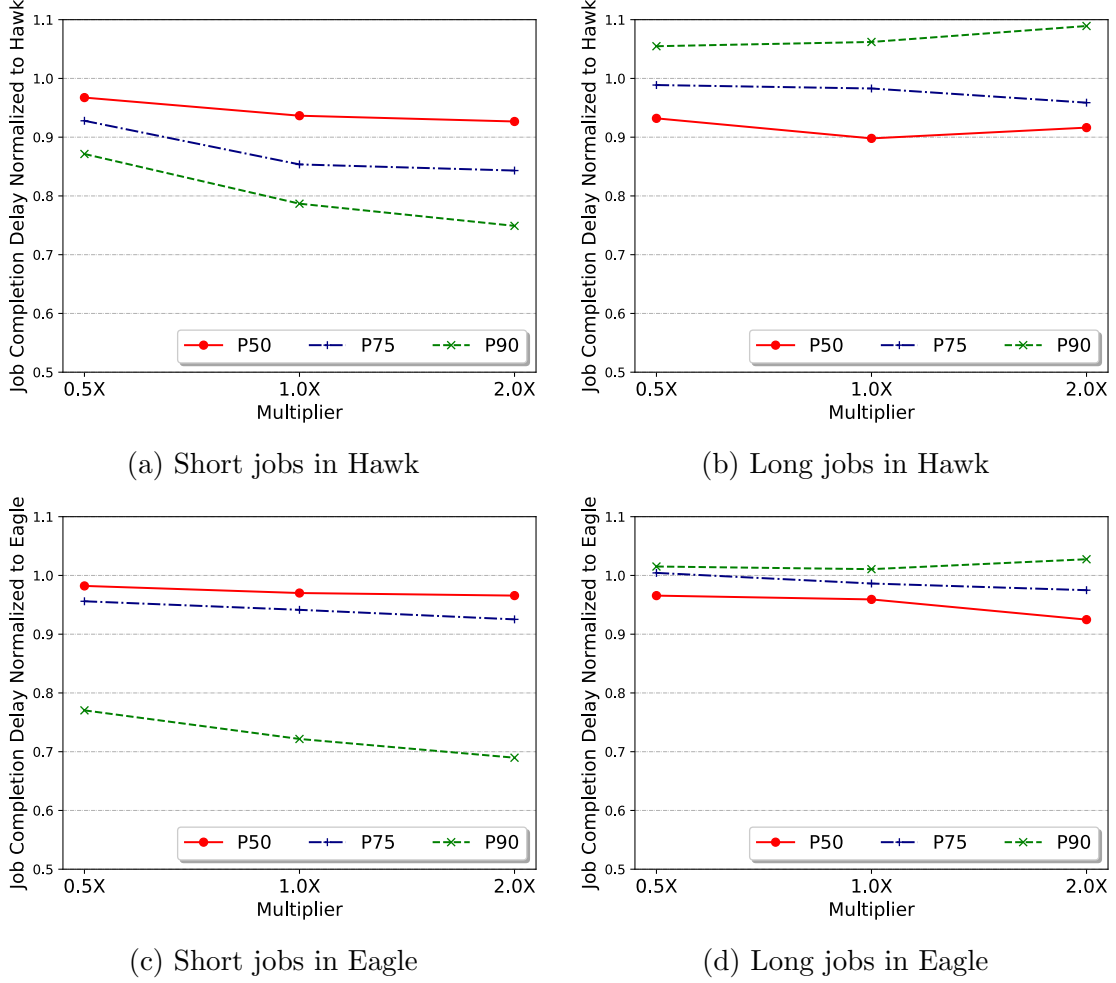 Job Completion Delay Normalized to Hawk
1.1
1.0
0.9
0.8
0.7
0.6
0.5
P50 P75 P90
0.5X 1.0X 2.0X
Multiplier
(a) Short jobs in Hawk
Job Completion Delay Normalized to Hawk
1.1
1.0
0.9
0.8
0.7
0.6
0.5
P50 P75 P90
0.5X 1.0X 2.0X
Multiplier
(b) Long jobs in Hawk
Job Completion Delay Normalized to Eagle
1.1
1.0
0.9
0.8
0.7
0.6
0.5
P50 P75 P90
0.5X 1.0X 2.0X
Multiplier
(c) Short jobs in Eagle
Job Completion Delay Normalized to Eagle
1.1
1.0
0.9
0.8
0.7
0.6
0.5
P50 P75 P90
0.5X 1.0X 2.0X
Multiplier
(d) Long jobs in Eagle